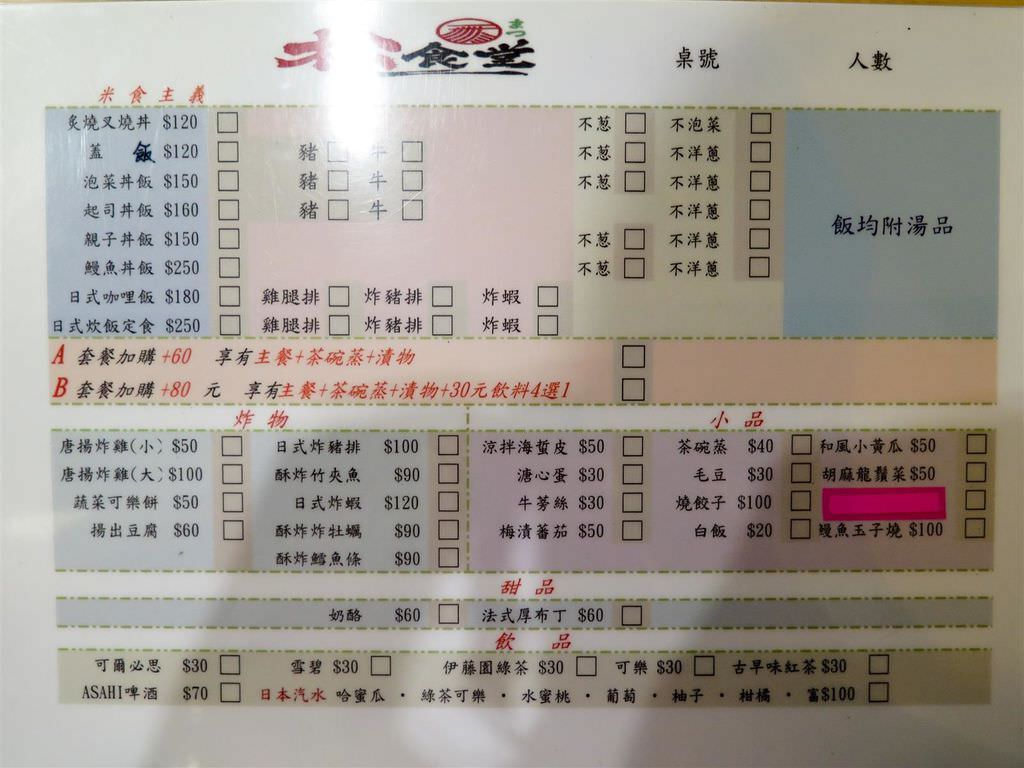 食堂 まつ 桌號 人數
米食主義
炙燒叉燒丼 $120 □ 不葱 □ 不泡菜 □
蓋 飯 $120 □ 豬 □ 牛 □ 不葱 □ 不洋蔥 □
泡菜丼飯 $150 □ 豬 □ 牛 □ 不葱 □ 不洋蔥 □
起司丼飯 $160 □ 豬 □ 牛 □ 不洋蔥 □
飯均附湯品
親子丼飯 $150 □ 不葱 □ 不洋蔥 □
鰻魚丼飯 $250 □ 不葱 □ 不洋蔥 □
日式咖哩飯 $180 □ 雞腿排 □ 炸豬排 □ 炸蝦 □
日式炊飯定食 $250 □ 雞腿排 □ 炸豬排 □ 炸蝦 □
A 套餐加購+60 享有主餐+茶碗蒸+漬物 □
B 套餐加購+80 元 享有主餐+茶碗蒸+漬物+30元飲料4選1 □
炸物 小品
唐揚炸雞(小) $50 □ 日式炸豬排 $100 □ 涼拌海蜇皮 $50 □ 茶碗蒸 $40 □ 和風小黃瓜 $50 □
唐揚炸雞(大) $100 □ 酥炸竹夾魚 $90 □ 溏心蛋 $30 □ 毛豆 $30 □ 胡麻龍鬚菜 $50 □
蔬菜可樂餅 $50 □ 日式炸蝦 $120 □ 牛蒡絲 $30 □ 燒餃子 $100 □ □
揚出豆腐 $60 □ 酥炸炸牡蠣 $90 □ 梅漬蕃茄 $50 □ 白飯 $20 □ 鰻魚玉子燒 $100 □
酥炸鱈魚條 $90 □
甜品
奶酪 $60 □ 法式厚布丁 $60 □
飲品
可爾必思 $30 □ 雪碧 $30 □ 伊藤園綠茶 $30 □ 可樂 $30 □ 古早味紅茶 $30 □
ASAHI啤酒 $70 □ 日本汽水 哈蜜瓜 · 綠茶可樂 · 水蜜桃 · 葡萄 · 柚子 · 柑橘 · 富$100 □